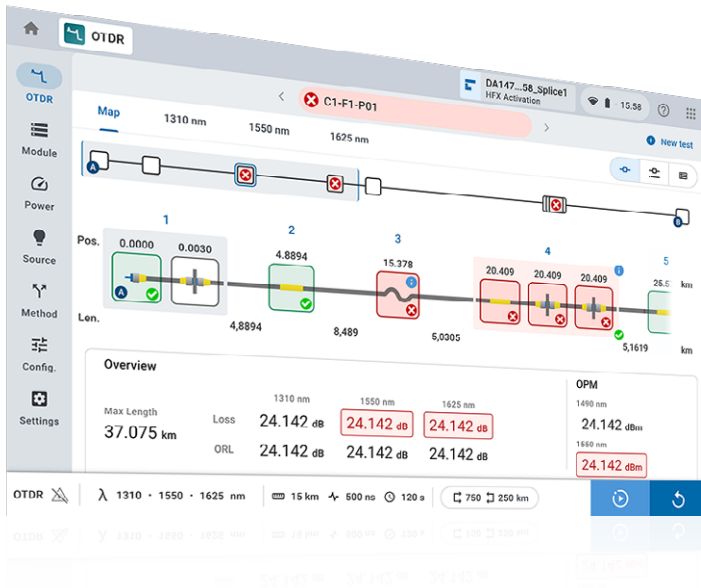 OTDR
DA147...58_Splice1
HFX Activation
15.58
OTDR
C1-F1-P01
New test
Map
1310 nm
1550 nm
1625 nm
Module
A
B
Power
1
2
3
4
5
Pos.
0.0000
0.0030
4.8894
15.378
20.409
20.409
20.409
km
Source
A
Method
Len.
4,8894
8,489
5,0305
5,1619
km
Config.
Settings
Overview
OPM
1310 nm
1550 nm
1625 nm
1490 nm
Max Length
37.075 km
Loss
24.142 dB
24.142 dB
24.142 dB
24.142 dBm
ORL
24.142 dB
24.142 dB
24.142 dB
24.142 dBm
OTDR
λ 1310 · 1550 · 1625 nm
15 km
500 ns
120 s
750
250 km